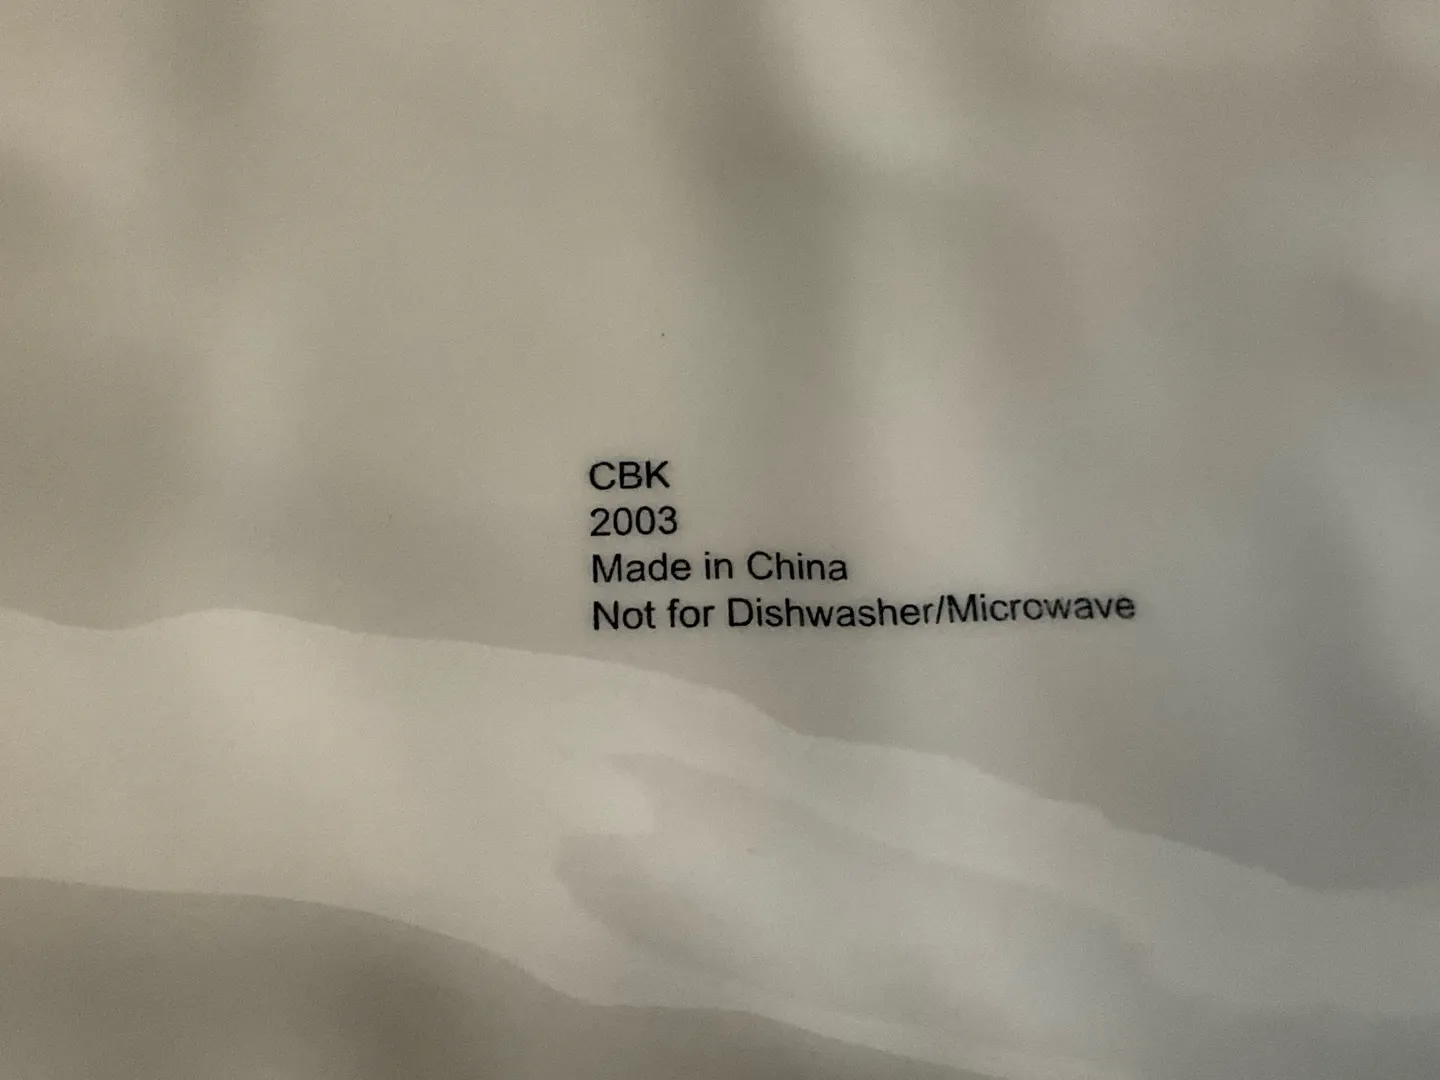 CBK
2003
Made in China
Not for Dishwasher/Microwave